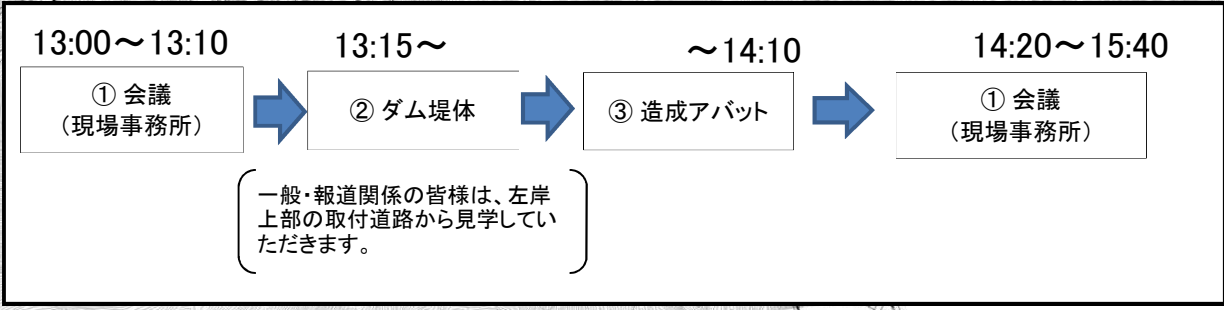 13:00～13:10
① 会議
（現場事務所）
13:15～
② ダム堤体
一般・報道関係の皆様は、左岸
上部の取付道路から見学してい
ただきます。
～14:10
③ 造成アバット
14:20～15:40
① 会議
（現場事務所）